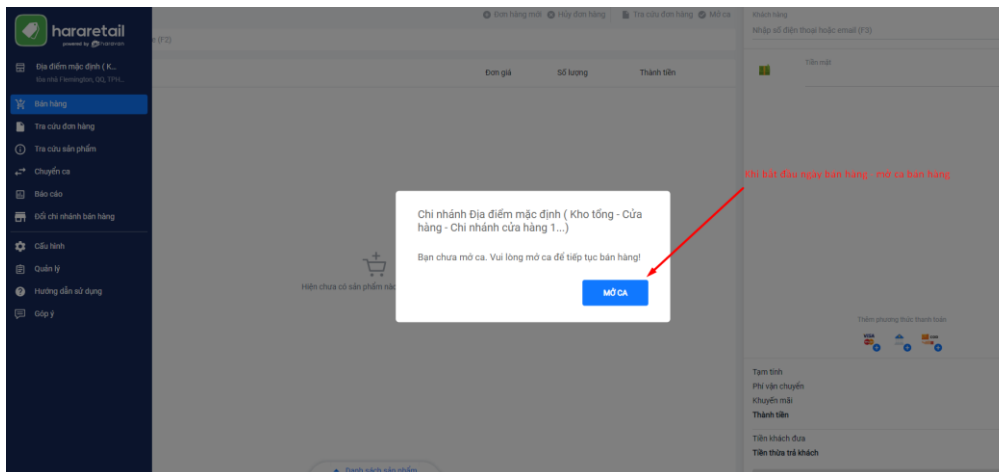 hararetail
powered by haravan
Địa điểm mặc định ( K...
tòa nhà Flemington, QQ, TPH...
Bán hàng
Tra cứu đơn hàng
Tra cứu sản phẩm
Chuyển ca
Báo cáo
Đổi chi nhánh bán hàng
Cấu hình
Quản lý
Hướng dẫn sử dụng
Góp ý
Đơn hàng mới
Hủy đơn hàng
Tra cứu đơn hàng
Mở ca
(F2)
Đơn giá
Số lượng
Thành tiền
Hiện chưa có sản phẩm nào
Danh sách sản phẩm
Chi nhánh Địa điểm mặc định ( Kho tổng - Cửa
hàng - Chi nhánh cửa hàng 1...)
Bạn chưa mở ca. Vui lòng mở ca để tiếp tục bán hàng!
MỞ CA
Khách hàng
Nhập số điện thoại hoặc email (F3)
Tiền mặt
Khi bắt đầu ngày bán hàng - mở ca bán hàng
Thêm phương thức thanh toán
VISA
Tạm tính
Phí vận chuyển
Khuyến mãi
Thành tiền
Tiền khách đưa
Tiền thừa trả khách